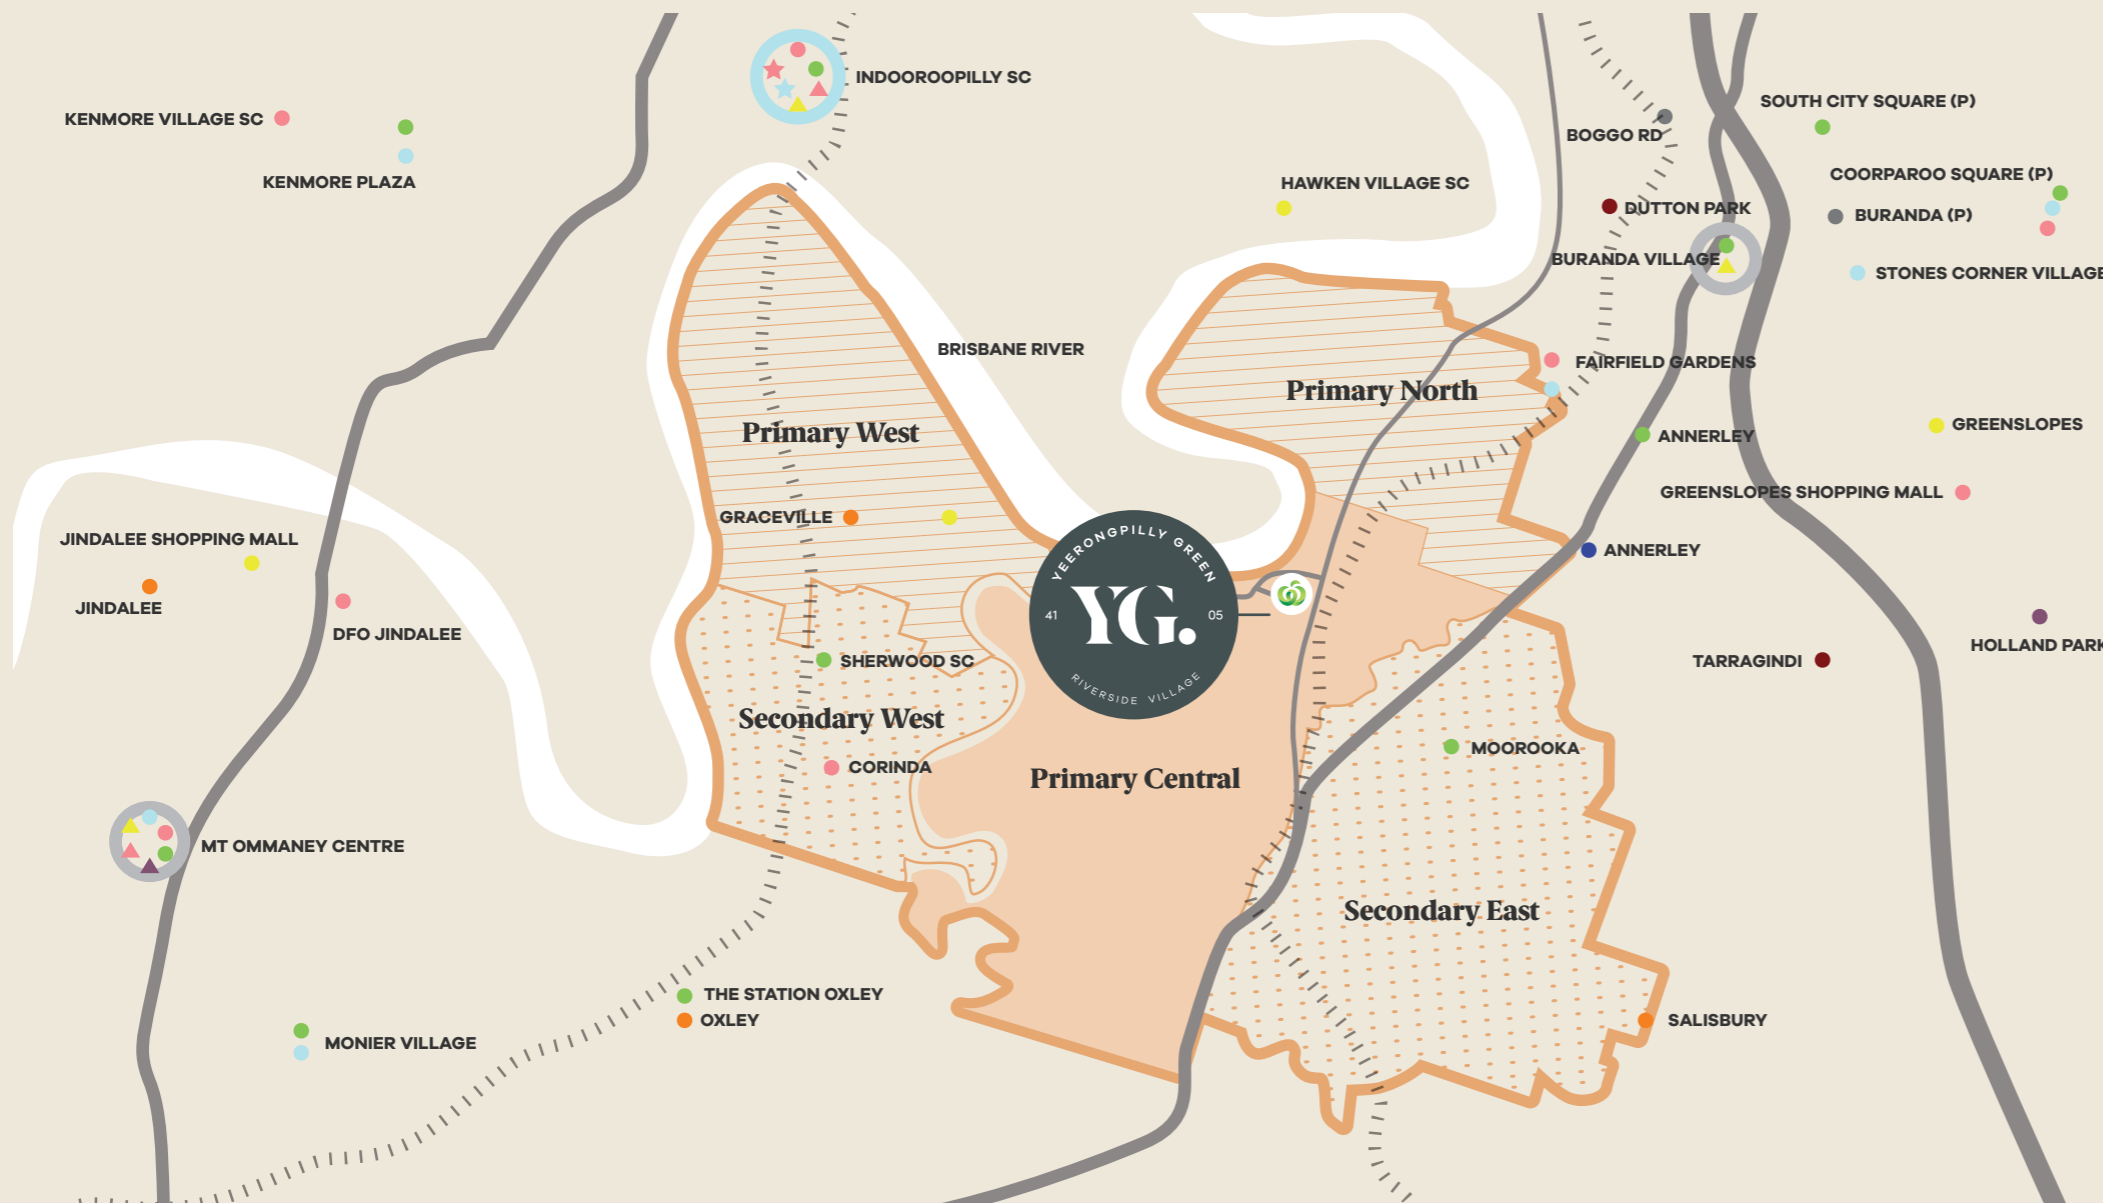 INDOOROOPILLY SC
KENMORE VILLAGE SC
KENMORE PLAZA
SOUTH CITY SQUARE (P)
BOGGO RD
COORPAROO SQUARE (P)
HAWKEN VILLAGE SC
DUTTON PARK
BURANDA (P)
BURANDA VILLAGE
STONES CORNER VILLAGE
BRISBANE RIVER
FAIRFIELD GARDENS
Primary North
Primary West
ANNERLEY
GREENSLOPES
GREENSLOPES SHOPPING MALL
GRACEVILLE
JINDALEE SHOPPING MALL
ANNERLEY
YEERONGPILLY GREEN
41
YG.
05
RIVERSIDE VILLAGE
JINDALEE
DFO JINDALEE
HOLLAND PARK
SHERWOOD SC
TARRAGINDI
Secondary West
MOOROOKA
CORINDA
Primary Central
MT OMMANEY CENTRE
Secondary East
THE STATION OXLEY
OXLEY
SALISBURY
MONIER VILLAGE